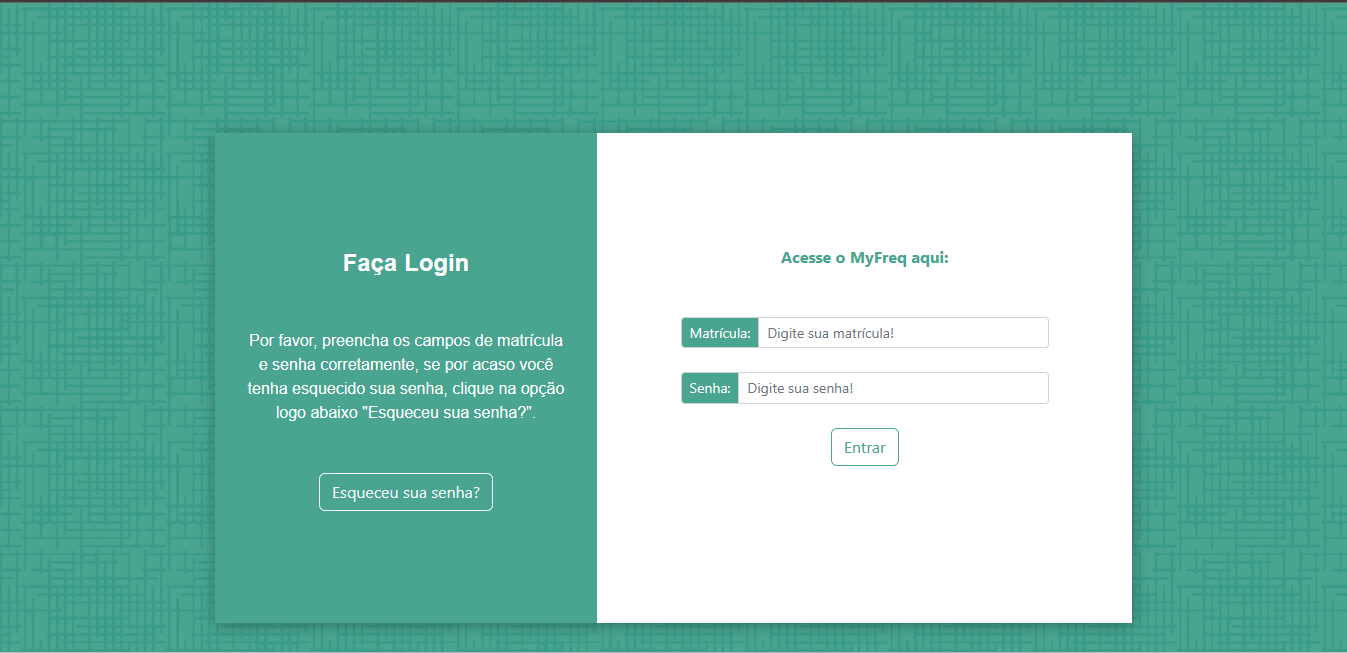 Faça Login
Por favor, preencha os campos de matrícula
e senha corretamente, se por acaso você
tenha esquecido sua senha, clique na opção
logo abaixo "Esqueceu sua senha?".
Esqueceu sua senha?
Acesse o MyFreq aqui:
Matrícula: Digite sua matrícula!
Senha: Digite sua senha!
Entrar